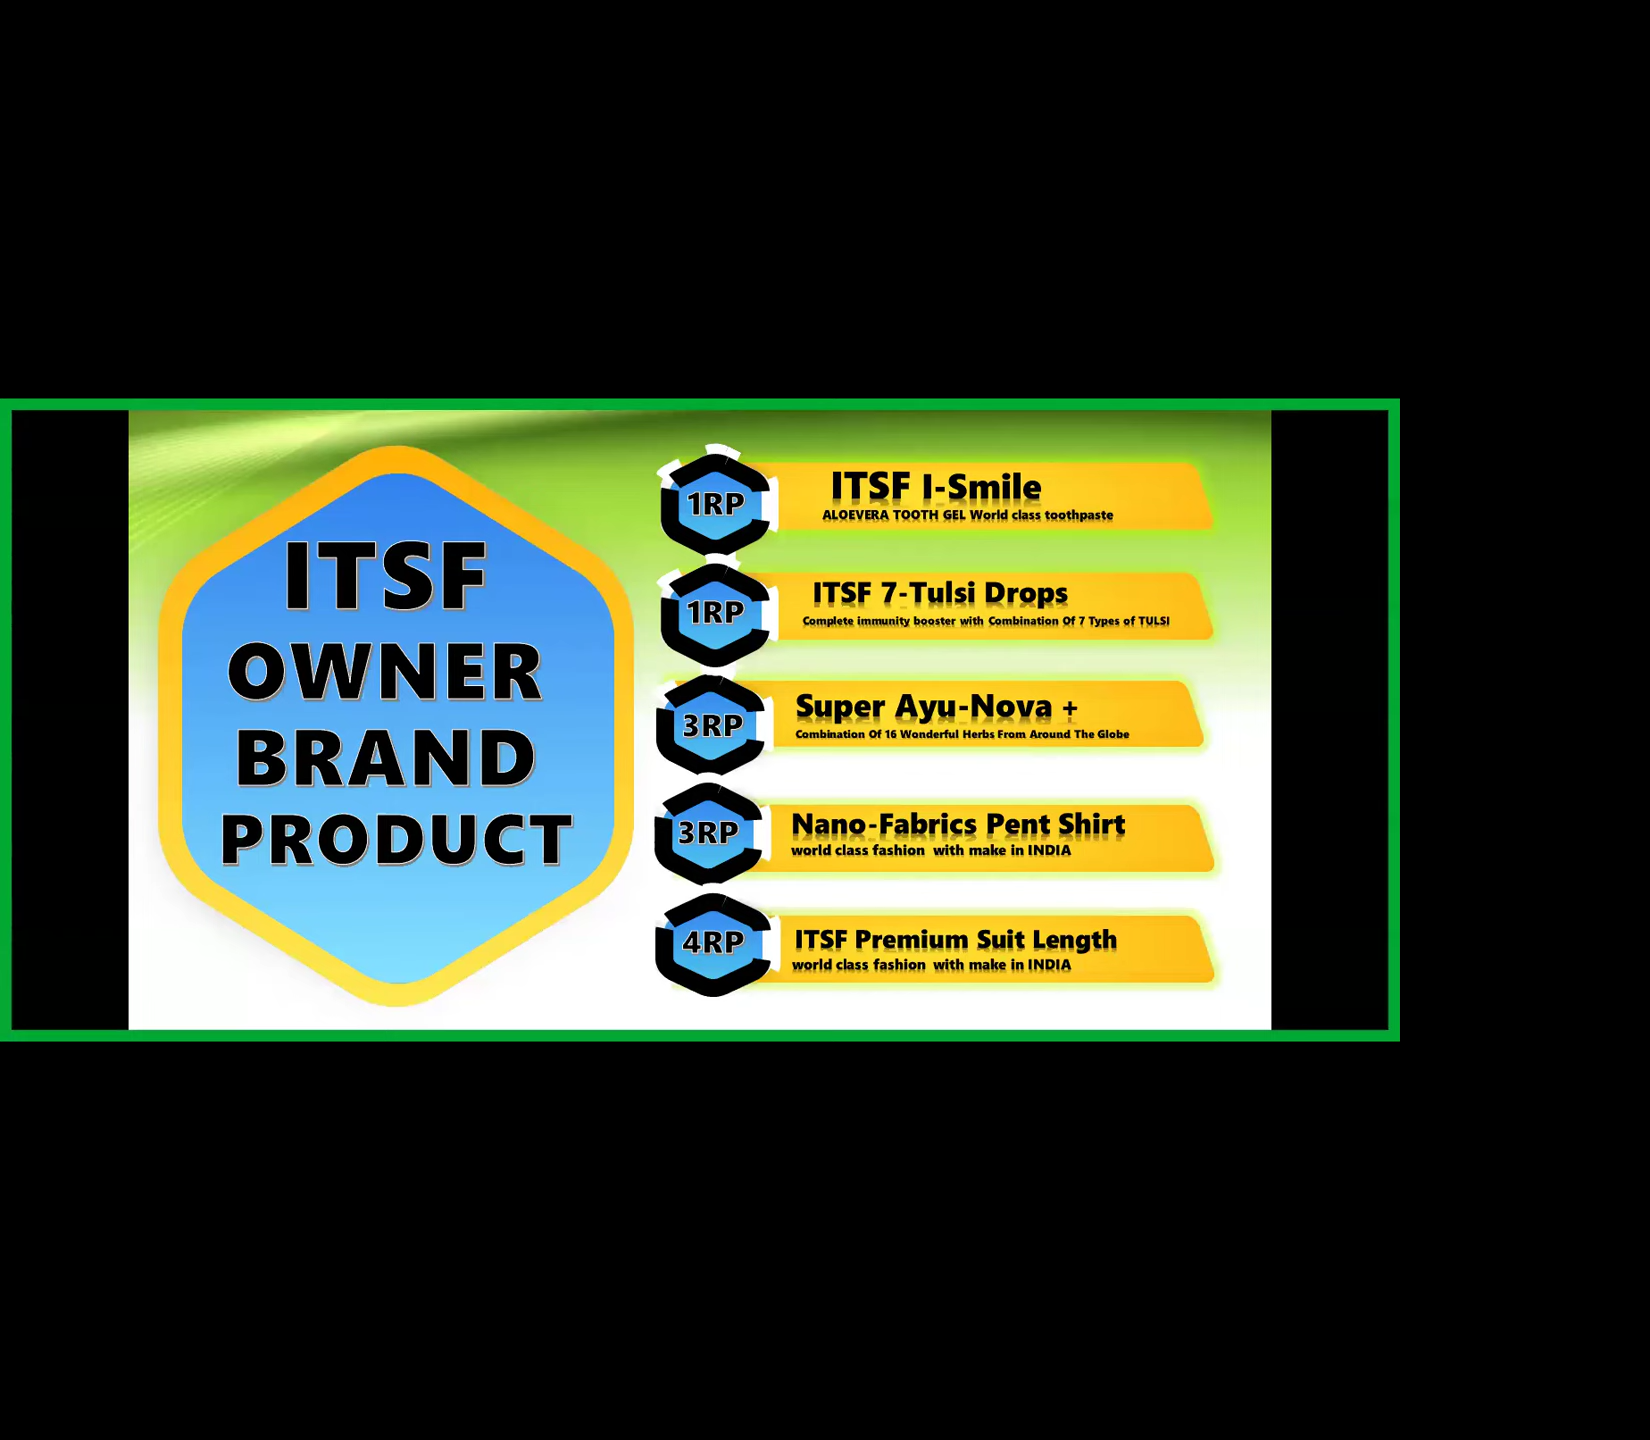 ITSF
OWNER
BRAND
PRODUCT
1RP
ITSF I-Smile
ALOEVERA TOOTH GEL World class toothpaste
1RP
ITSF 7-Tulsi Drops
Complete immunity booster with Combination Of 7 Types of TULSI
3RP
Super Ayu-Nova +
Combination Of 16 Wonderful Herbs From Around The Globe
3RP
Nano-Fabrics Pent Shirt
world class fashion with make in INDIA
4RP
ITSF Premium Suit Length
world class fashion with make in INDIA